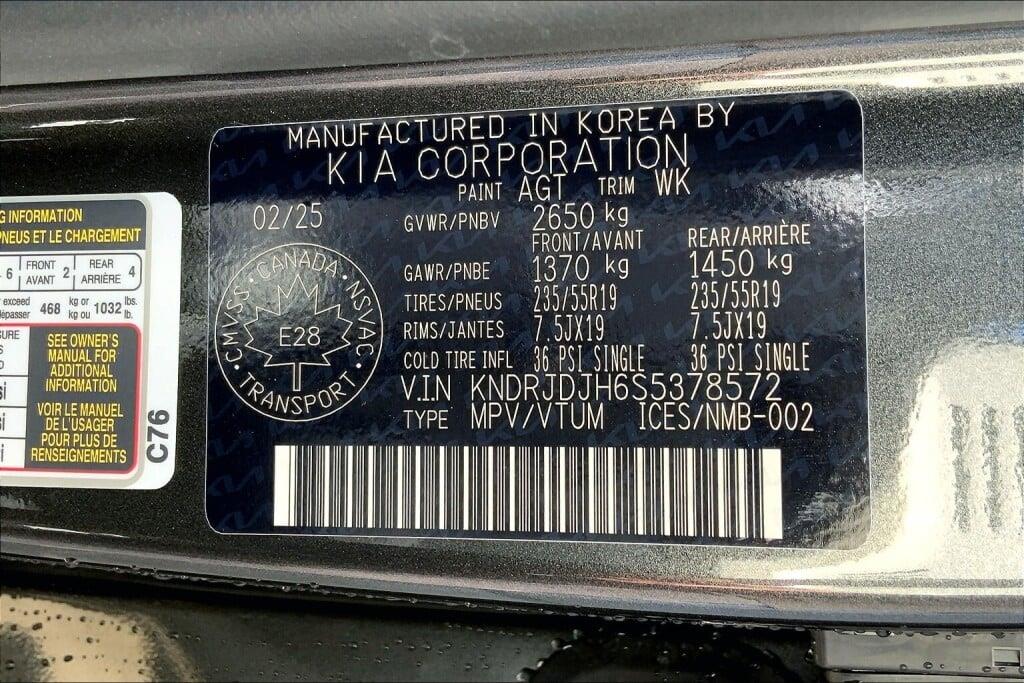 G INFORMATION
PNEUS ET LE CHARGEMENT
6 FRONT AVANT 2 REAR ARRIÈRE 4
exceed
dépasser 468 kg or 1032 lbs. lb.
SEE OWNER'S
MANUAL FOR
ADDITIONAL
INFORMATION
VOIR LE MANUEL
DE L'USAGER
POUR PLUS DE
RENSEIGNEMENTS
C76
MANUFACTURED IN KOREA BY
KIA CORPORATION
PAINT AGT TRIM WK
02/25
GVWR/PNBV 2650 kg
FRONT/AVANT REAR/ARRIÈRE
GAWR/PNBE 1370 kg 1450 kg
TIRES/PNEUS 235/55R19 235/55R19
RIMS/JANTES 7.5JX19 7.5JX19
COLD TIRE INFL 36 PSI SINGLE 36 PSI SINGLE
V.I.N KNDRJDJH6S5378572
TYPE MPV/VTUM ICES/NMB-002
CMVSS · CANADA · NSVAC · TRANSPORT ·
E28